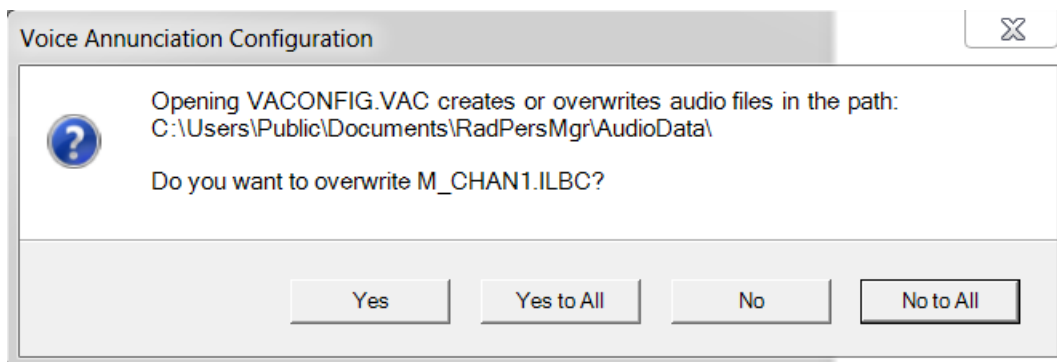 Voice Annunciation Configuration
Opening VACONFIG.VAC creates or overwrites audio files in the path:
C:\Users\Public\Documents\RadPersMgr\AudioData\
Do you want to overwrite M_CHAN1.ILBC?
Yes
Yes to All
No
No to All